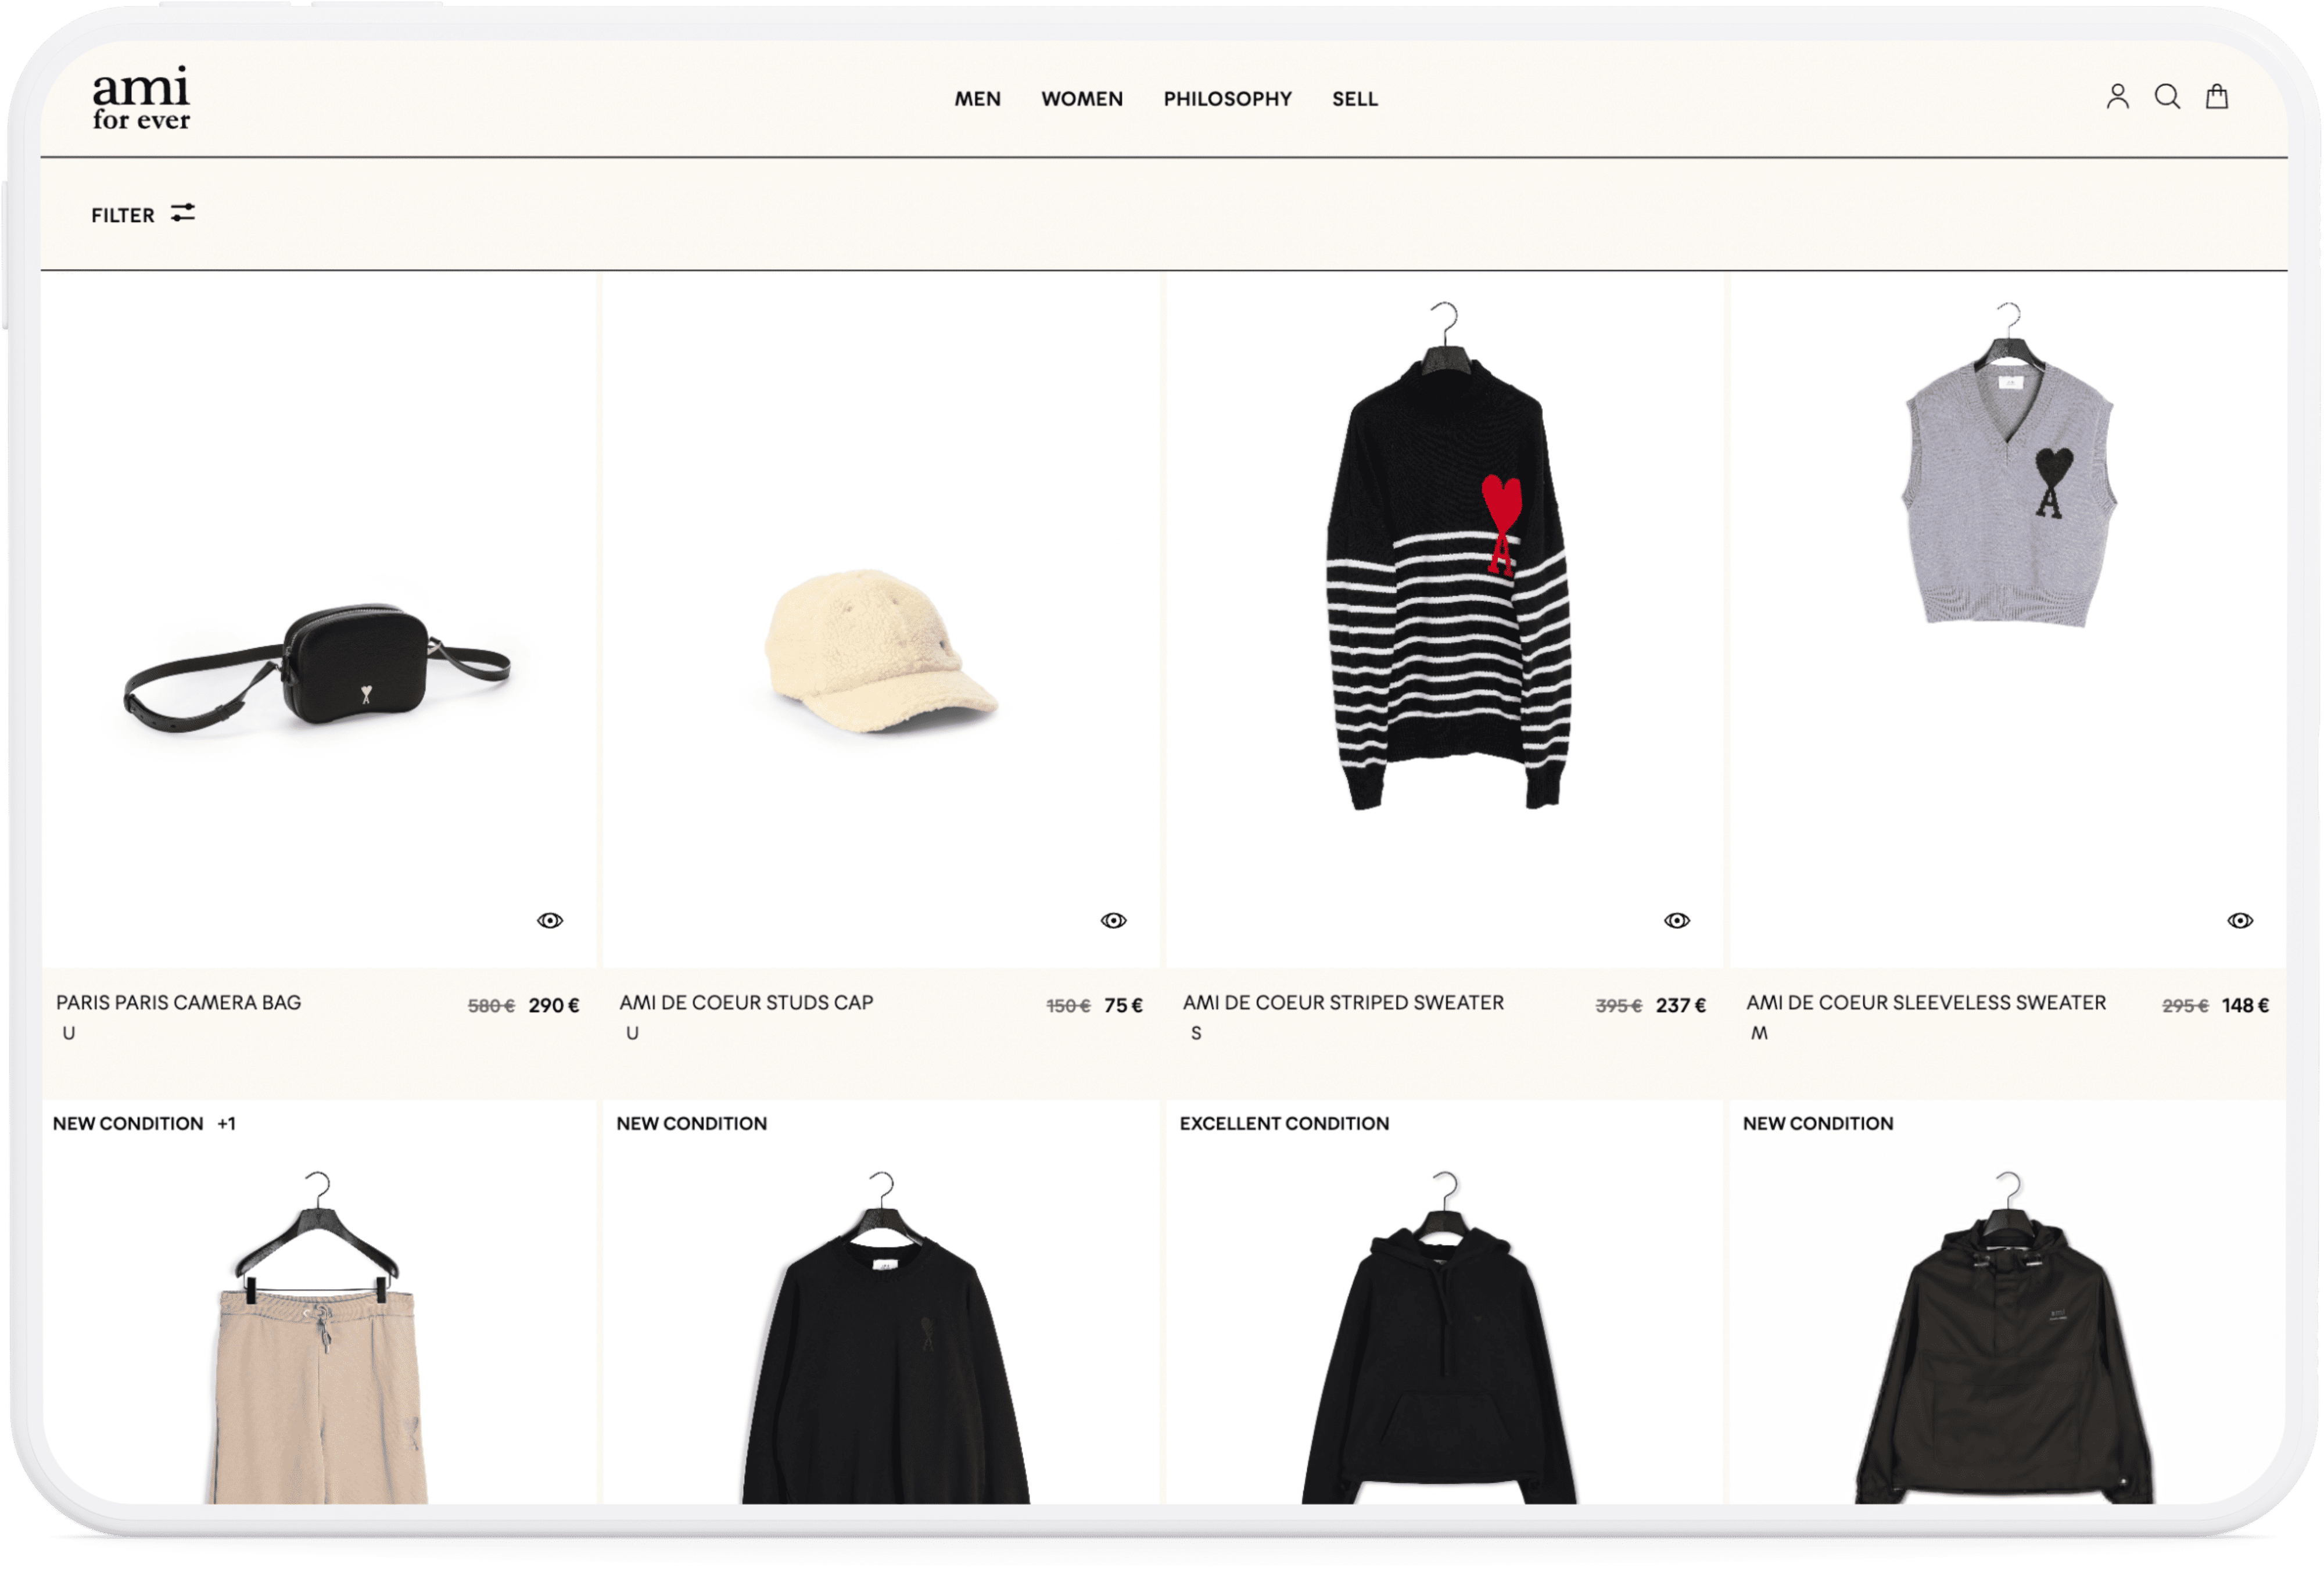 ami
for ever
MEN WOMEN PHILOSOPHY SELL
FILTER
PARIS PARIS CAMERA BAG 580 € 290 €
U
AMI DE COEUR STUDS CAP 150 € 75 €
U
AMI DE COEUR STRIPED SWEATER 395 € 237 €
S
AMI DE COEUR SLEEVELESS SWEATER 295 € 148 €
M
NEW CONDITION +1
NEW CONDITION
EXCELLENT CONDITION
NEW CONDITION
A
A
ami